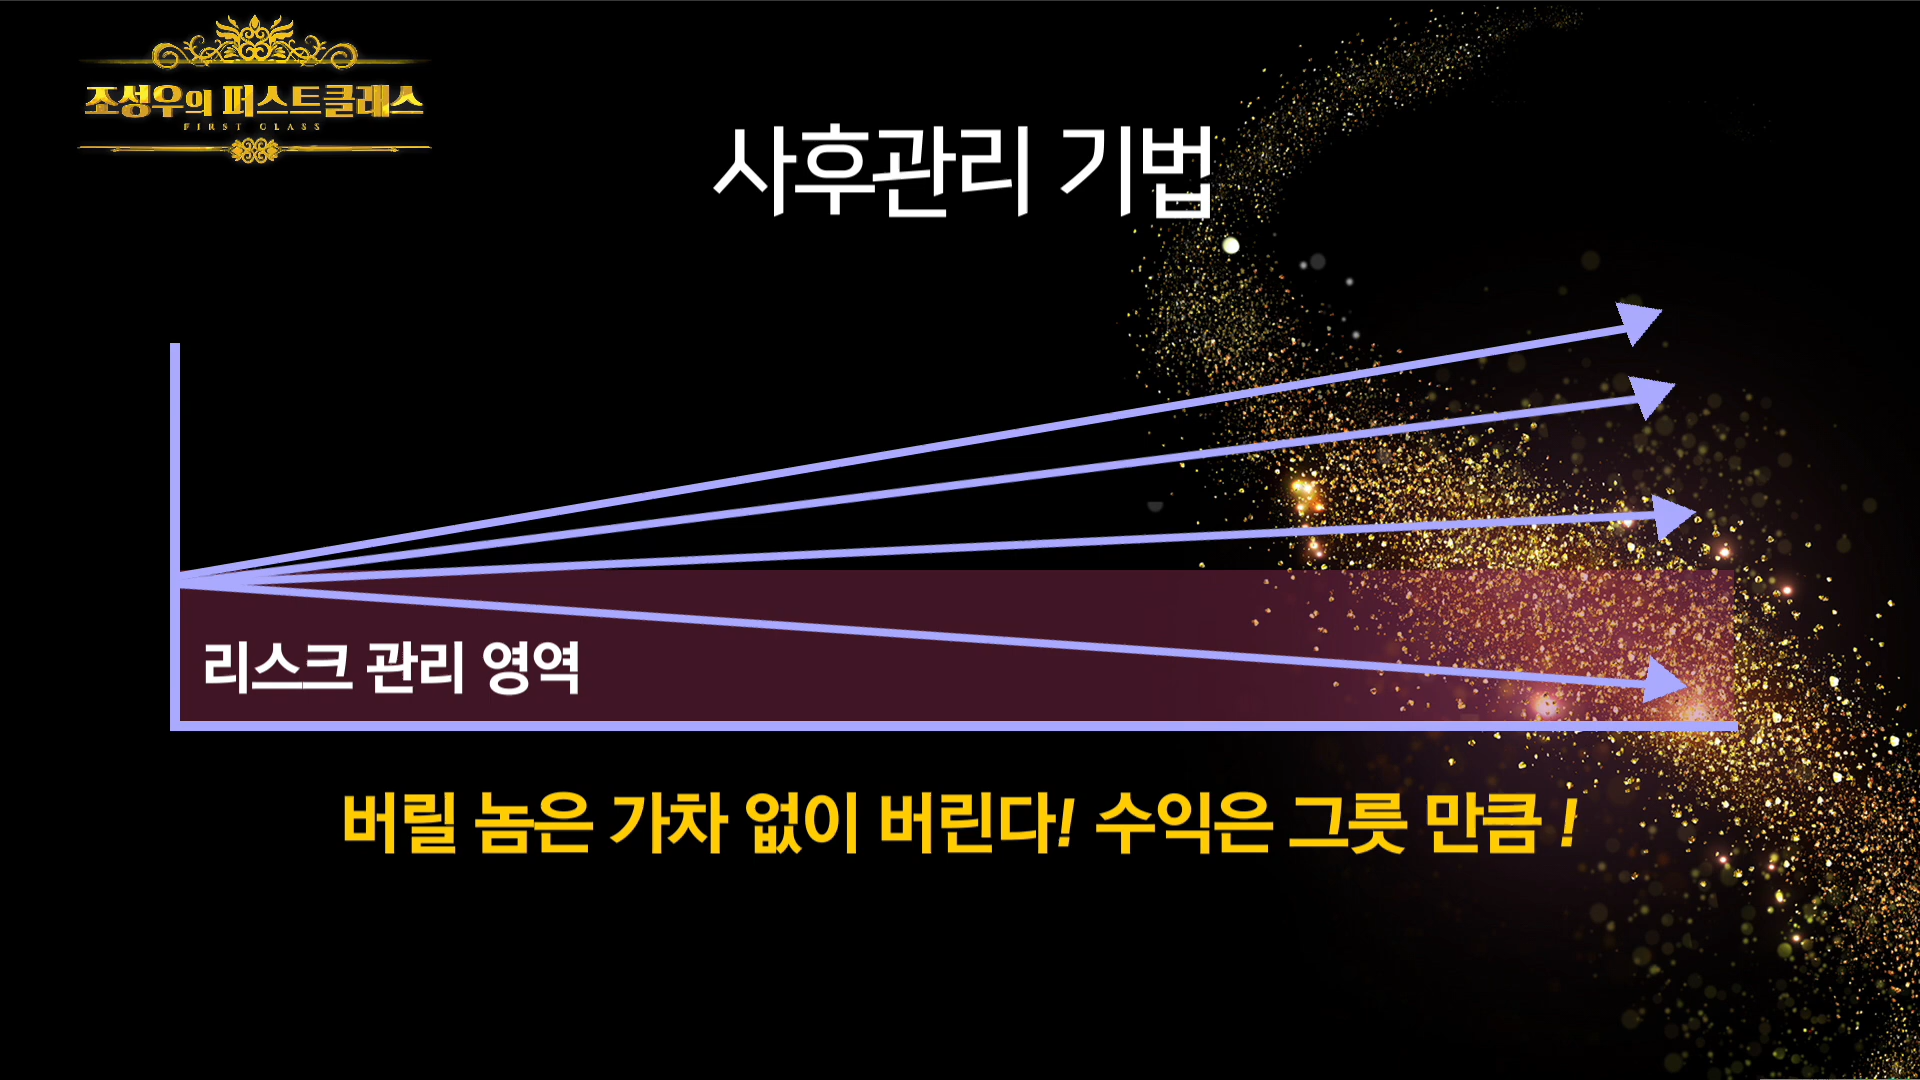 조성우의 퍼스트클래스
FIRST CLASS
사후관리 기법
리스크 관리 영역
버릴 놈은 가차 없이 버린다! 수익은 그릇 만큼 !